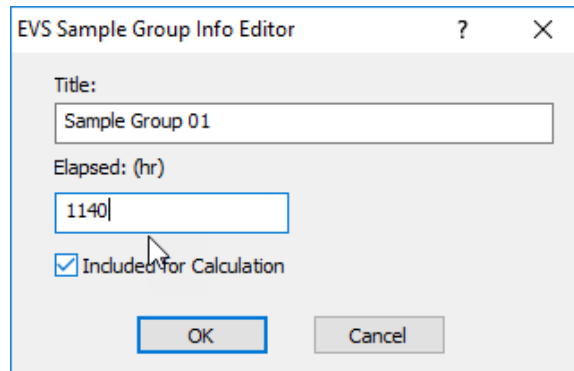 EVS Sample Group Info Editor ?
Title:
Sample Group 01
Elapsed: (hr)
1140
Included for Calculation
OK Cancel